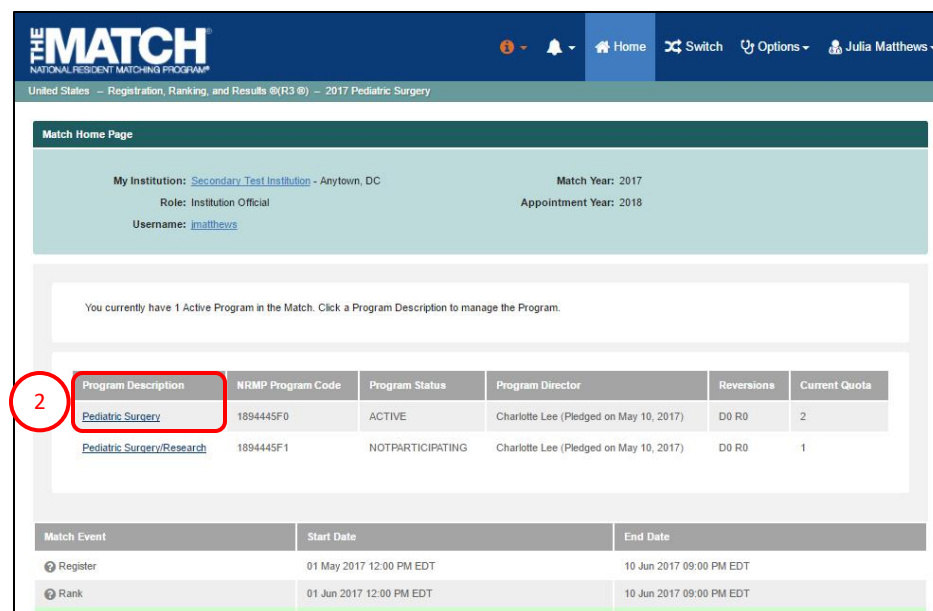 THE MATCH
NATIONAL RESIDENT MATCHING PROGRAM®
Home Switch Options Julia Matthews
United States – Registration, Ranking, and Results ®(R3 ®) – 2017 Pediatric Surgery
Match Home Page
My Institution: Secondary Test Institution - Anytown, DC Match Year: 2017
Role: Institution Official Appointment Year: 2018
Username: jmatthews
You currently have 1 Active Program in the Match. Click a Program Description to manage the Program.
2
Program Description NRMP Program Code Program Status Program Director Reversions Current Quota
Pediatric Surgery 1894445F0 ACTIVE Charlotte Lee (Pledged on May 10, 2017) D0 R0 2
Pediatric Surgery/Research 1894445F1 NOTPARTICIPATING Charlotte Lee (Pledged on May 10, 2017) D0 R0 1
Match Event Start Date End Date
Register 01 May 2017 12:00 PM EDT 10 Jun 2017 09:00 PM EDT
Rank 01 Jun 2017 12:00 PM EDT 10 Jun 2017 09:00 PM EDT